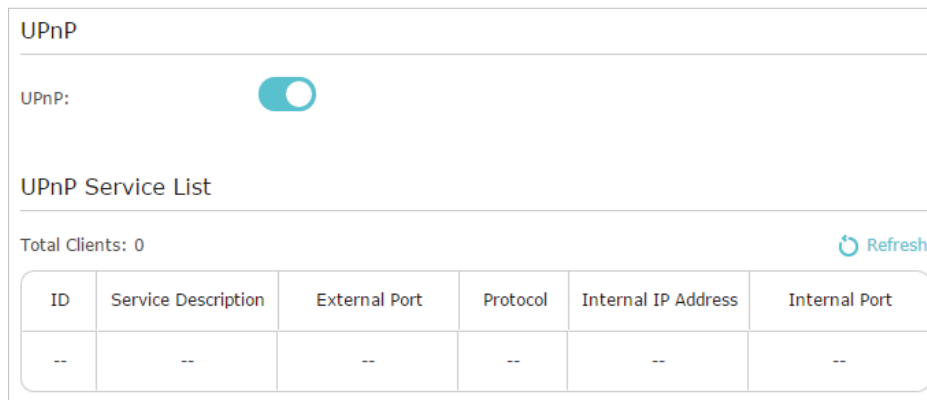 UPnP
UPnP:
UPnP Service List
Total Clients: 0 Refresh
ID Service Description External Port Protocol Internal IP Address Internal Port
-- -- -- -- -- --